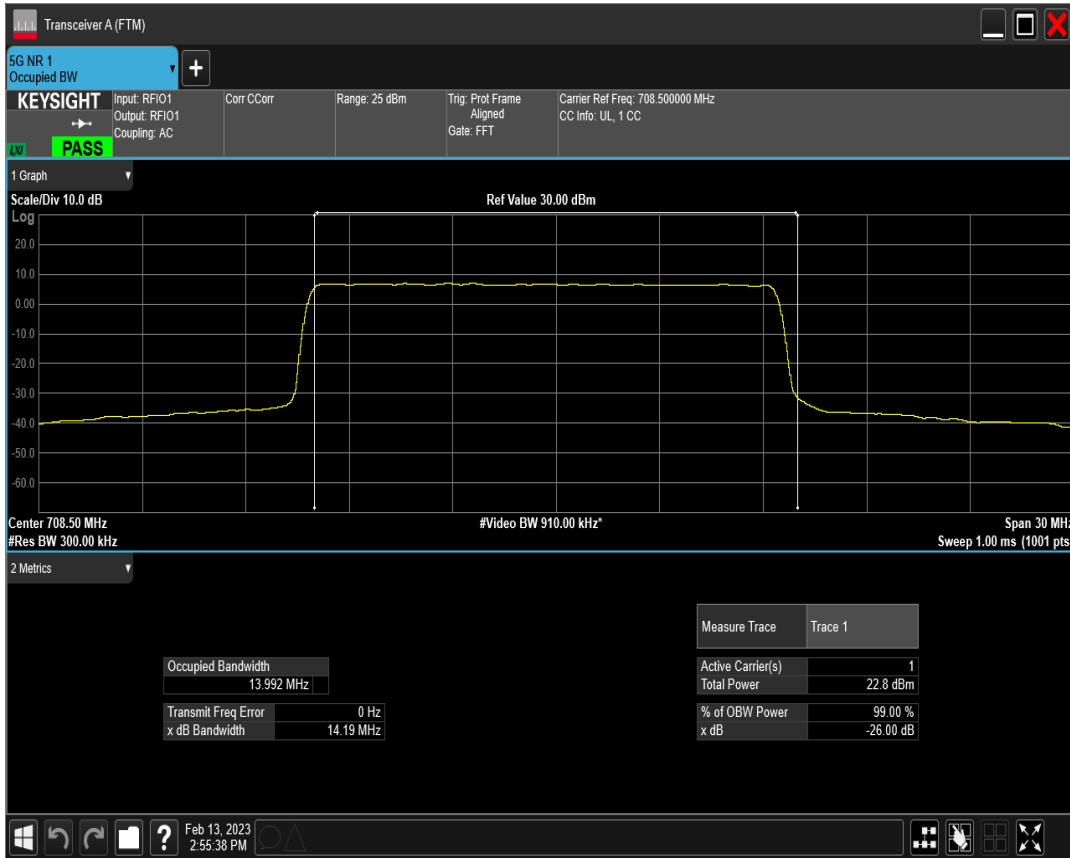 Transceiver A (FTM)
5G NR 1
Occupied BW
+
KEYSIGHT
LXI
PASS
Input: RFIO1
Output: RFIO1
Coupling: AC
Corr CCorr
Range: 25 dBm
Trig: Prot Frame
Aligned
Gate: FFT
Carrier Ref Freq: 708.500000 MHz
CC Info: UL, 1 CC
1 Graph
Scale/Div 10.0 dB
Ref Value 30.00 dBm
Log
20.0
10.0
0.00
-10.0
-20.0
-30.0
-40.0
-50.0
-60.0
Center 708.50 MHz
#Video BW 910.00 kHz*
Span 30 MHz
#Res BW 300.00 kHz
Sweep 1.00 ms (1001 pts
2 Metrics
Measure Trace Trace 1
Occupied Bandwidth
13.992 MHz
Active Carrier(s) 1
Total Power 22.8 dBm
Transmit Freq Error 0 Hz
x dB Bandwidth 14.19 MHz
% of OBW Power 99.00 %
x dB -26.00 dB
?
Feb 13, 2023
2:55:38 PM